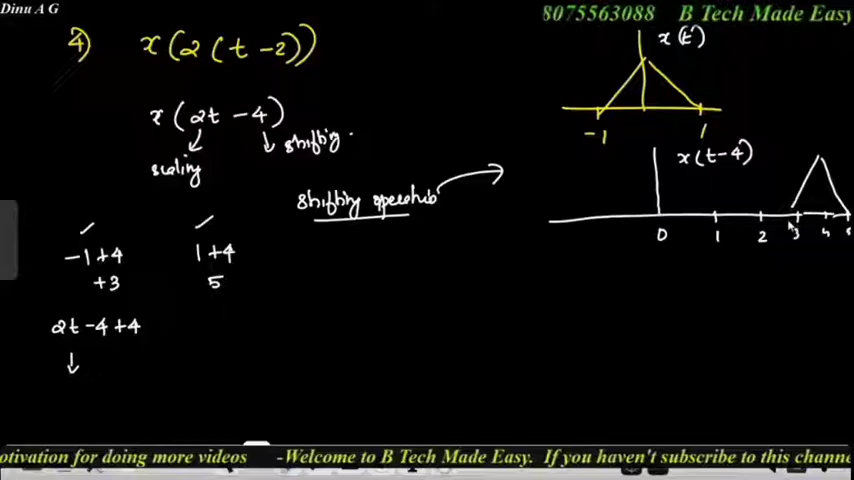 Dinu A G
8075563088 B Tech Made Easy
4) x(2(t-2))
x(t)
x(2t-4)
scaling
shifting.
-1
1
x(t-4)
shifting
0 1 2 3 4 5
-1+4
1+4
+3
5
2t-4+4
otivation for doing more videos -Welcome to B Tech Made Easy. If you haven't subscribe to this channe